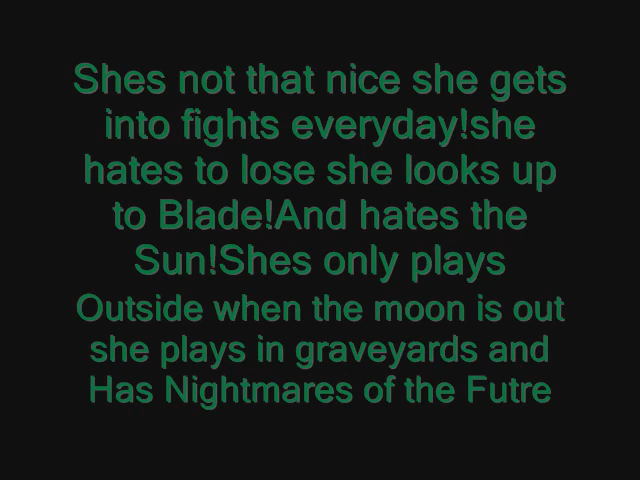 Shes not that nice she gets
into fights everyday!she
hates to lose she looks up
to Blade!And hates the
Sun!Shes only plays
Outside when the moon is out
she plays in graveyards and
Has Nightmares of the Futre